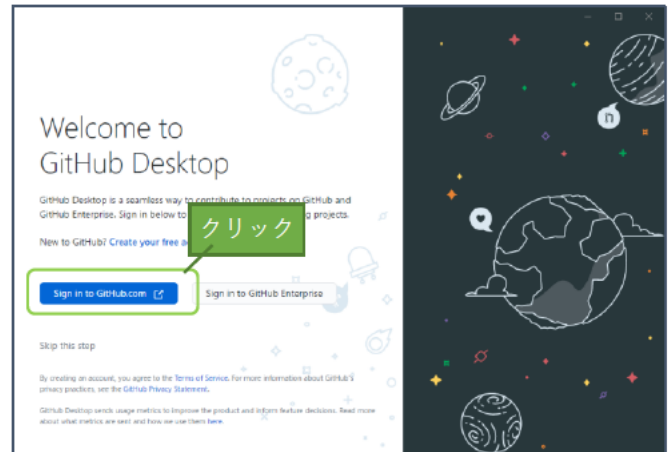 Welcome to
GitHub Desktop
GitHub Desktop is a seamless way to contribute to projects on GitHub and
GitHub Enterprise. Sign in below to g projects.
クリック
New to GitHub? Create your free a
Sign in to GitHub.com
Sign in to GitHub Enterprise
Skip this step
By creating an account, you agree to the Terms of Service. For more information about GitHub's
privacy practices, see the GitHub Privacy Statement.
GitHub Desktop sends usage metrics to improve the product and inform feature decisions. Read more
about what metrics are sent and how we use them here.